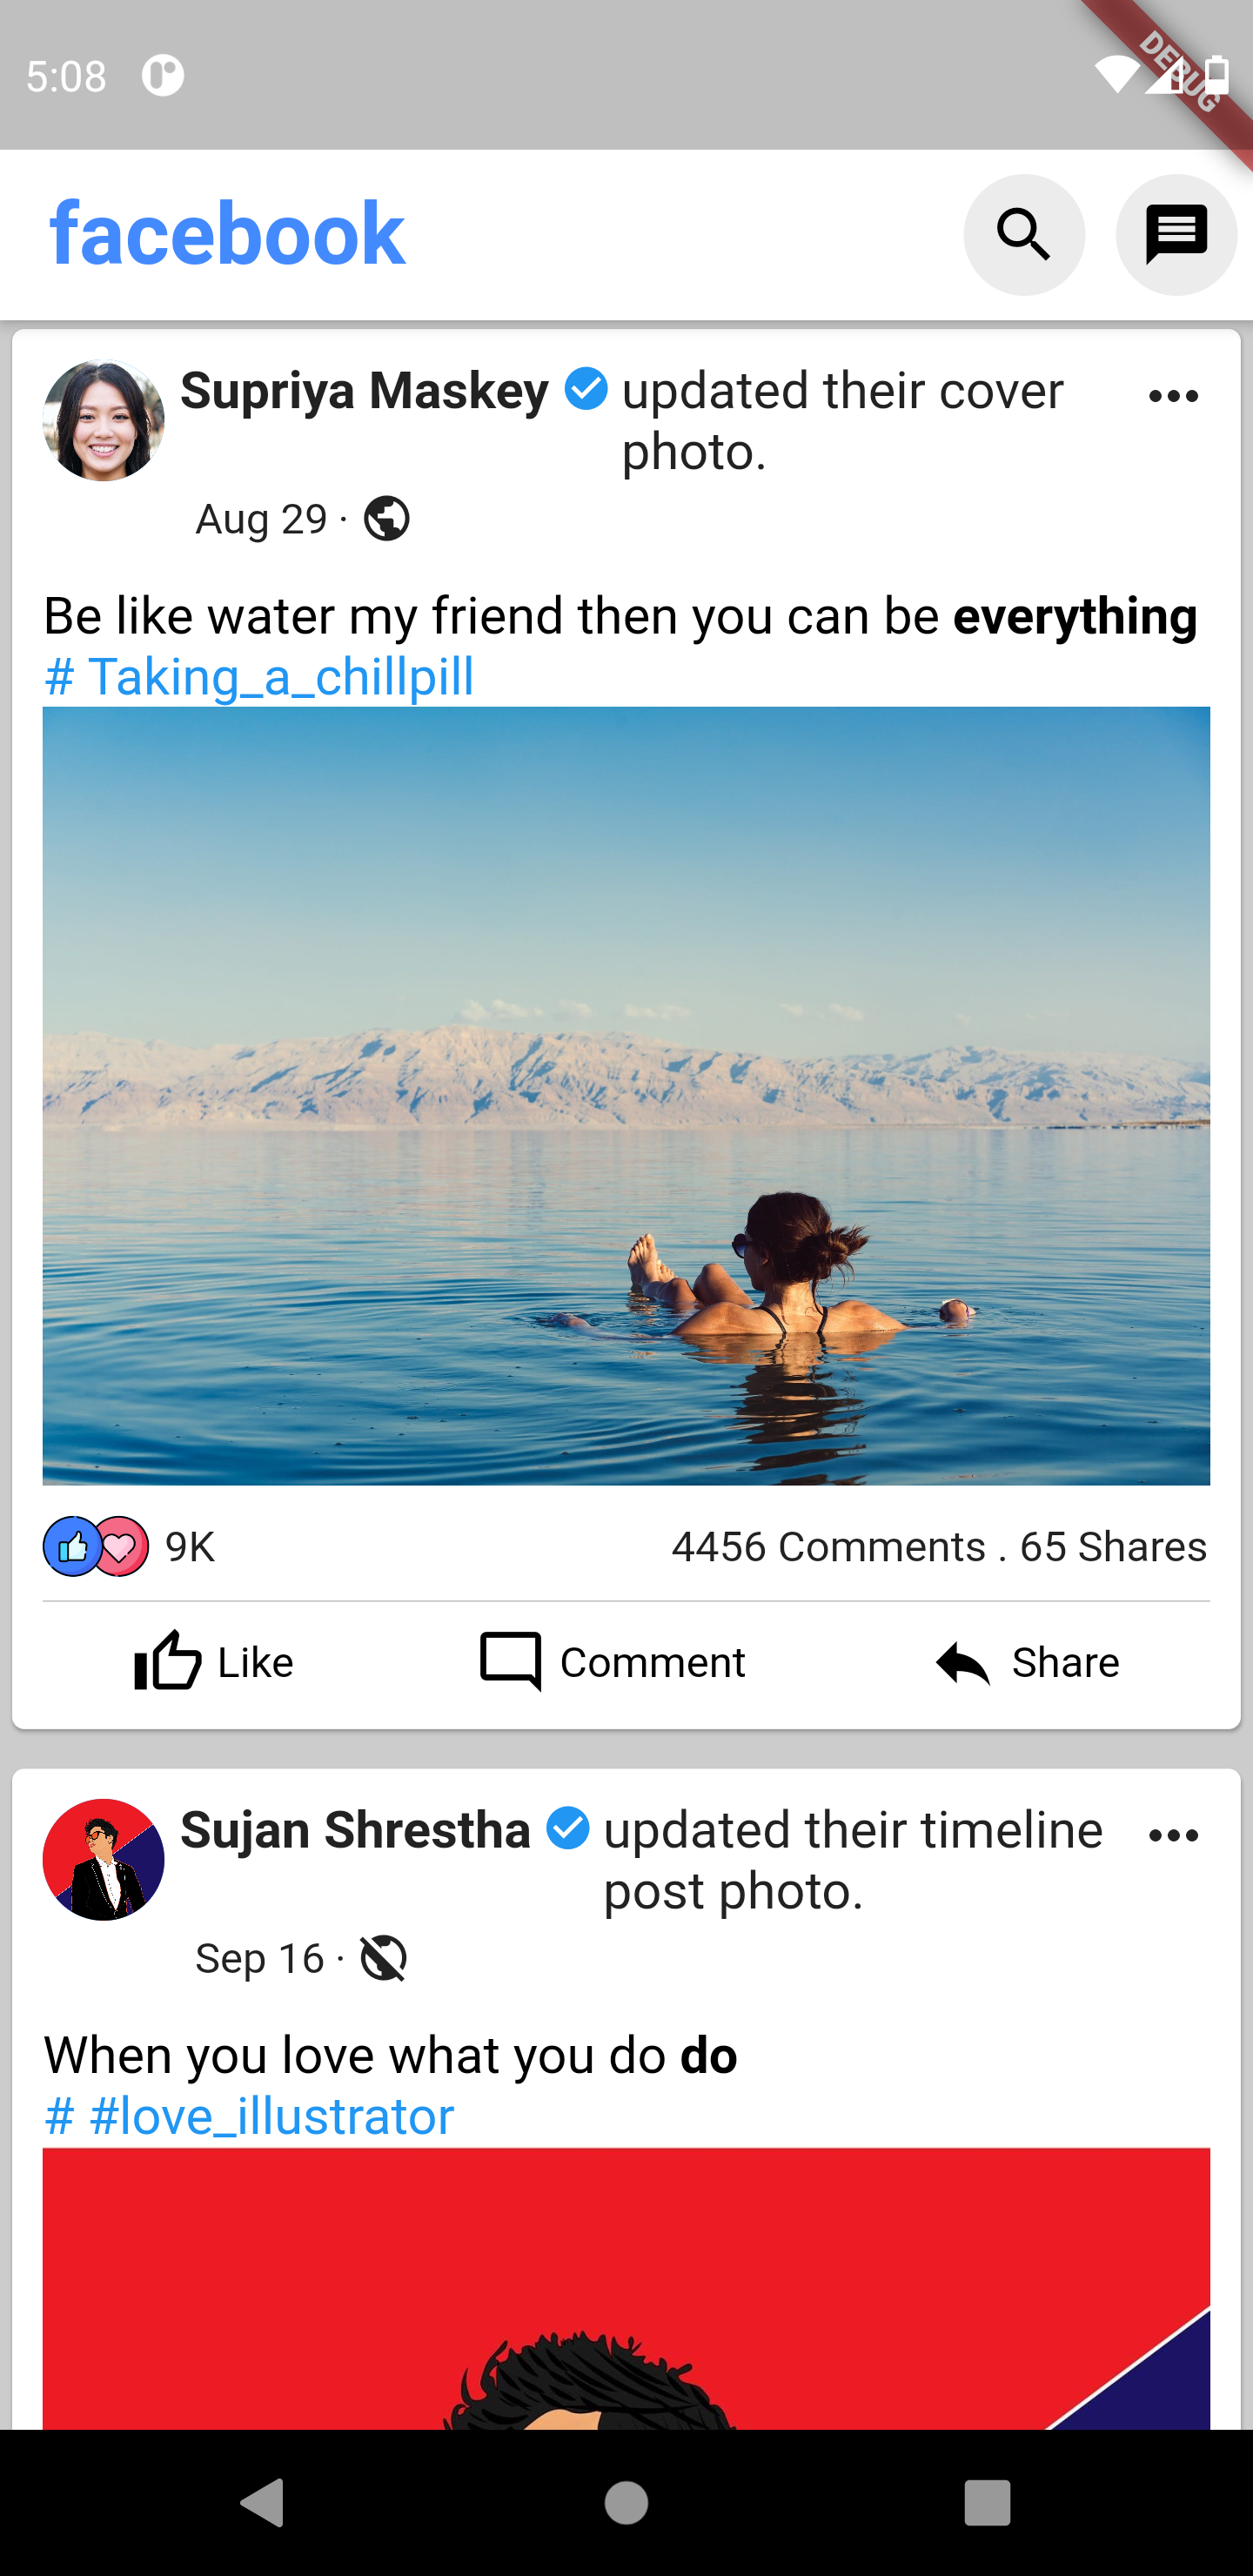 5:08
DEBUG
facebook
Supriya Maskey updated their cover
photo.
Aug 29 ·
Be like water my friend then you can be everything
# Taking_a_chillpill
9K 4456 Comments . 65 Shares
Like Comment Share
Sujan Shrestha updated their timeline
post photo.
Sep 16 ·
When you love what you do do
# #love_illustrator